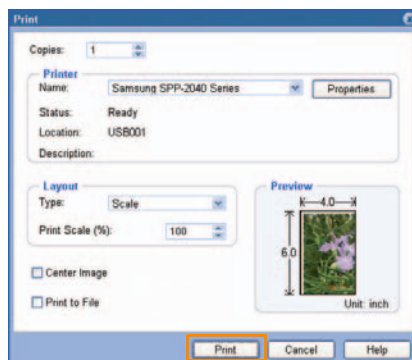 Print
Copies: 1
Printer
Name: Samsung SPP-2040 Series Properties
Status: Ready
Location: USB001
Description:
Layout Preview
Type: Scale 4.0
Print Scale (%): 100 6.0
Center Image
Print to File Unit: inch
Print Cancel Help